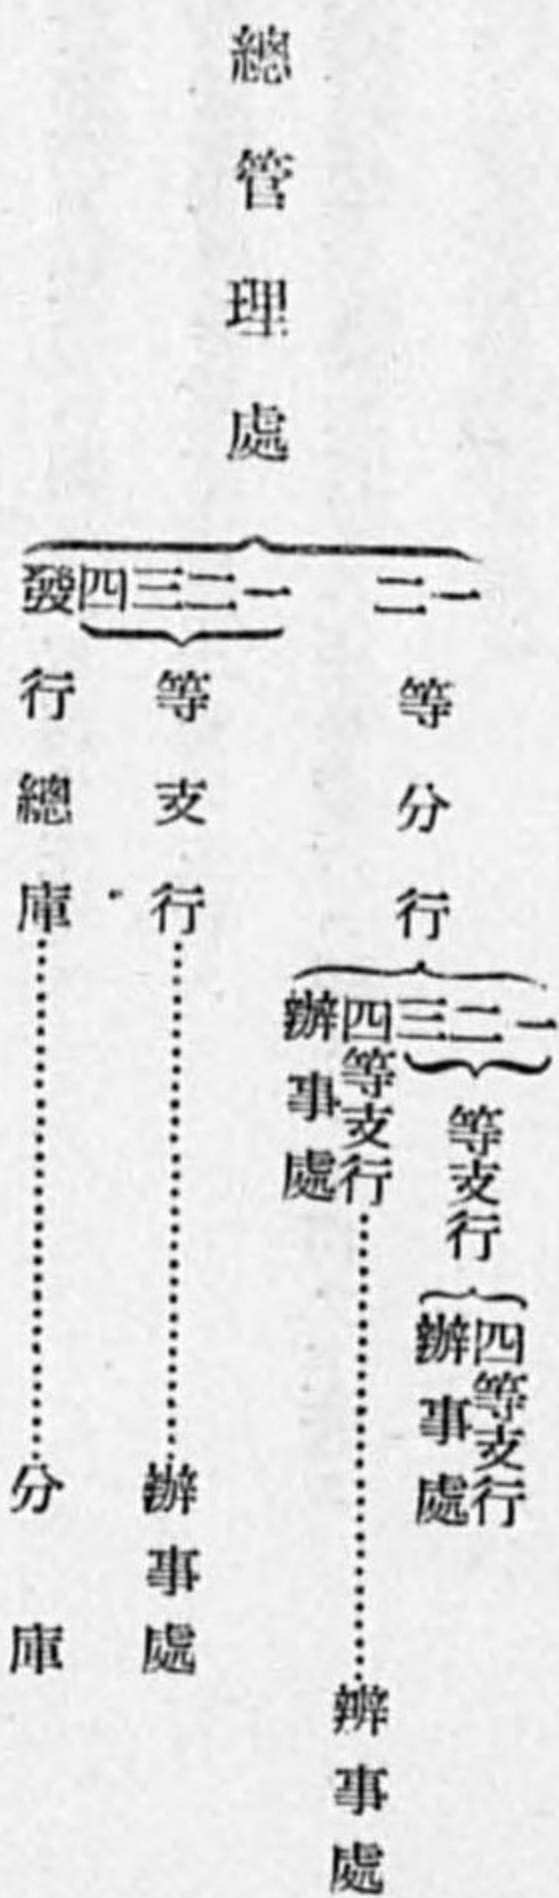 總管理處
一二等分行
一二三等支行
四等支行
辦事處
四等支行
辦事處
辦事處
一二三四等支行
辦事處
發行總庫
分庫